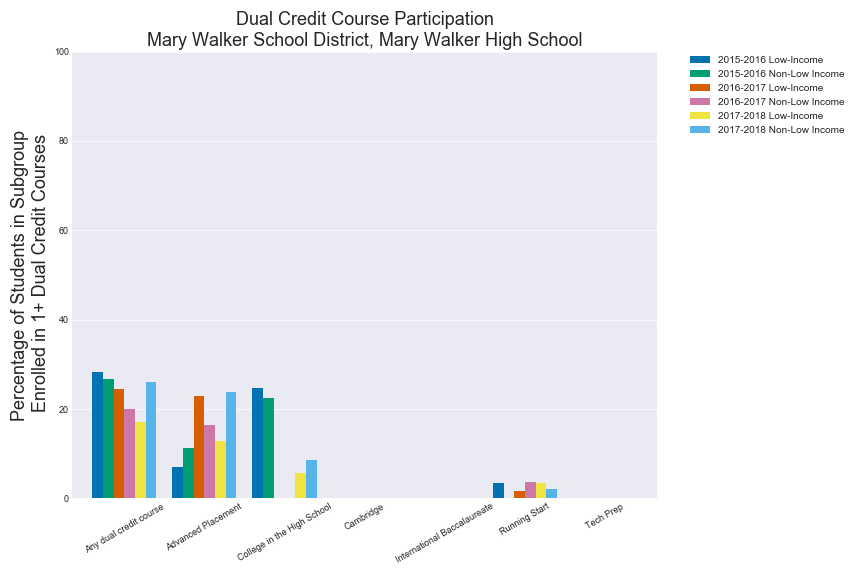 Dual Credit Course Participation
Mary Walker School District, Mary Walker High School
Percentage of Students in Subgroup
Enrolled in 1+ Dual Credit Courses
100
80
60
40
20
0
Any dual credit course
Advanced Placement
College in the High School
Cambridge
International Baccalaureate
Running Start
Tech Prep
2015-2016 Low-Income
2015-2016 Non-Low Income
2016-2017 Low-Income
2016-2017 Non-Low Income
2017-2018 Low-Income
2017-2018 Non-Low Income